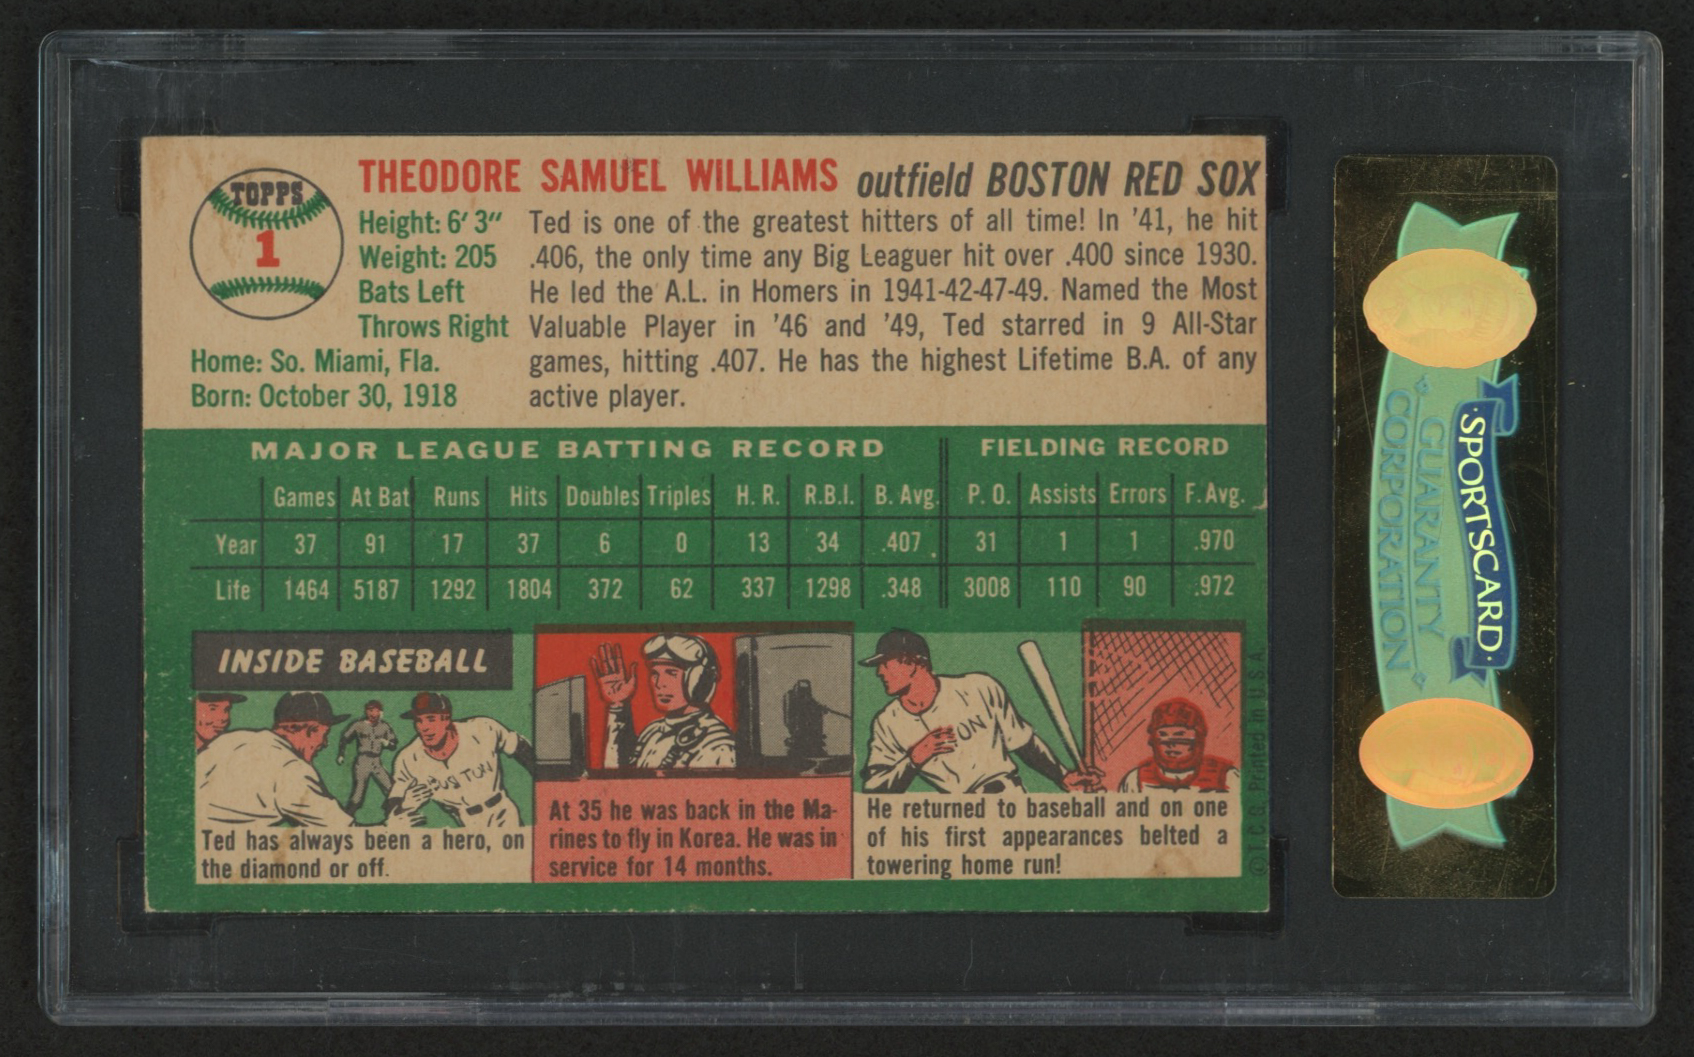 TOPPS
1
THEODORE SAMUEL WILLIAMS outfield BOSTON RED SOX
Height: 6' 3"
Weight: 205
Bats Left
Throws Right
Home: So. Miami, Fla.
Born: October 30, 1918
Ted is one of the greatest hitters of all time! In '41, he hit
.406, the only time any Big Leaguer hit over .400 since 1930.
He led the A.L. in Homers in 1941-42-47-49. Named the Most
Valuable Player in '46 and '49, Ted starred in 9 All-Star
games, hitting .407. He has the highest Lifetime B.A. of any
active player.
MAJOR LEAGUE BATTING RECORD FIELDING RECORD
Games At Bat Runs Hits Doubles Triples H. R. R.B.I. B. Avg. P. O. Assists Errors F. Avg.
Year 37 91 17 37 6 0 13 34 .407 31 1 1 .970
Life 1464 5187 1292 1804 372 62 337 1298 .348 3008 110 90 .972
INSIDE BASEBALL
BOSTON
Ted has always been a hero, on
the diamond or off.
At 35 he was back in the Ma-
rines to fly in Korea. He was in
service for 14 months.
TON
He returned to baseball and on one
of his first appearances belted a
towering home run!
© T.C.G. Printed in U.S.A.
SPORTSCARD
GUARANTY
CORPORATION